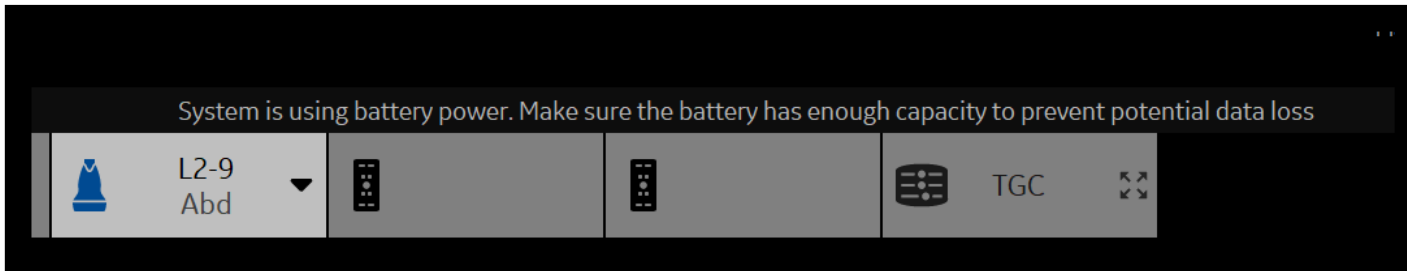 System is using battery power. Make sure the battery has enough capacity to prevent potential data loss
L2-9
Abd
TGC